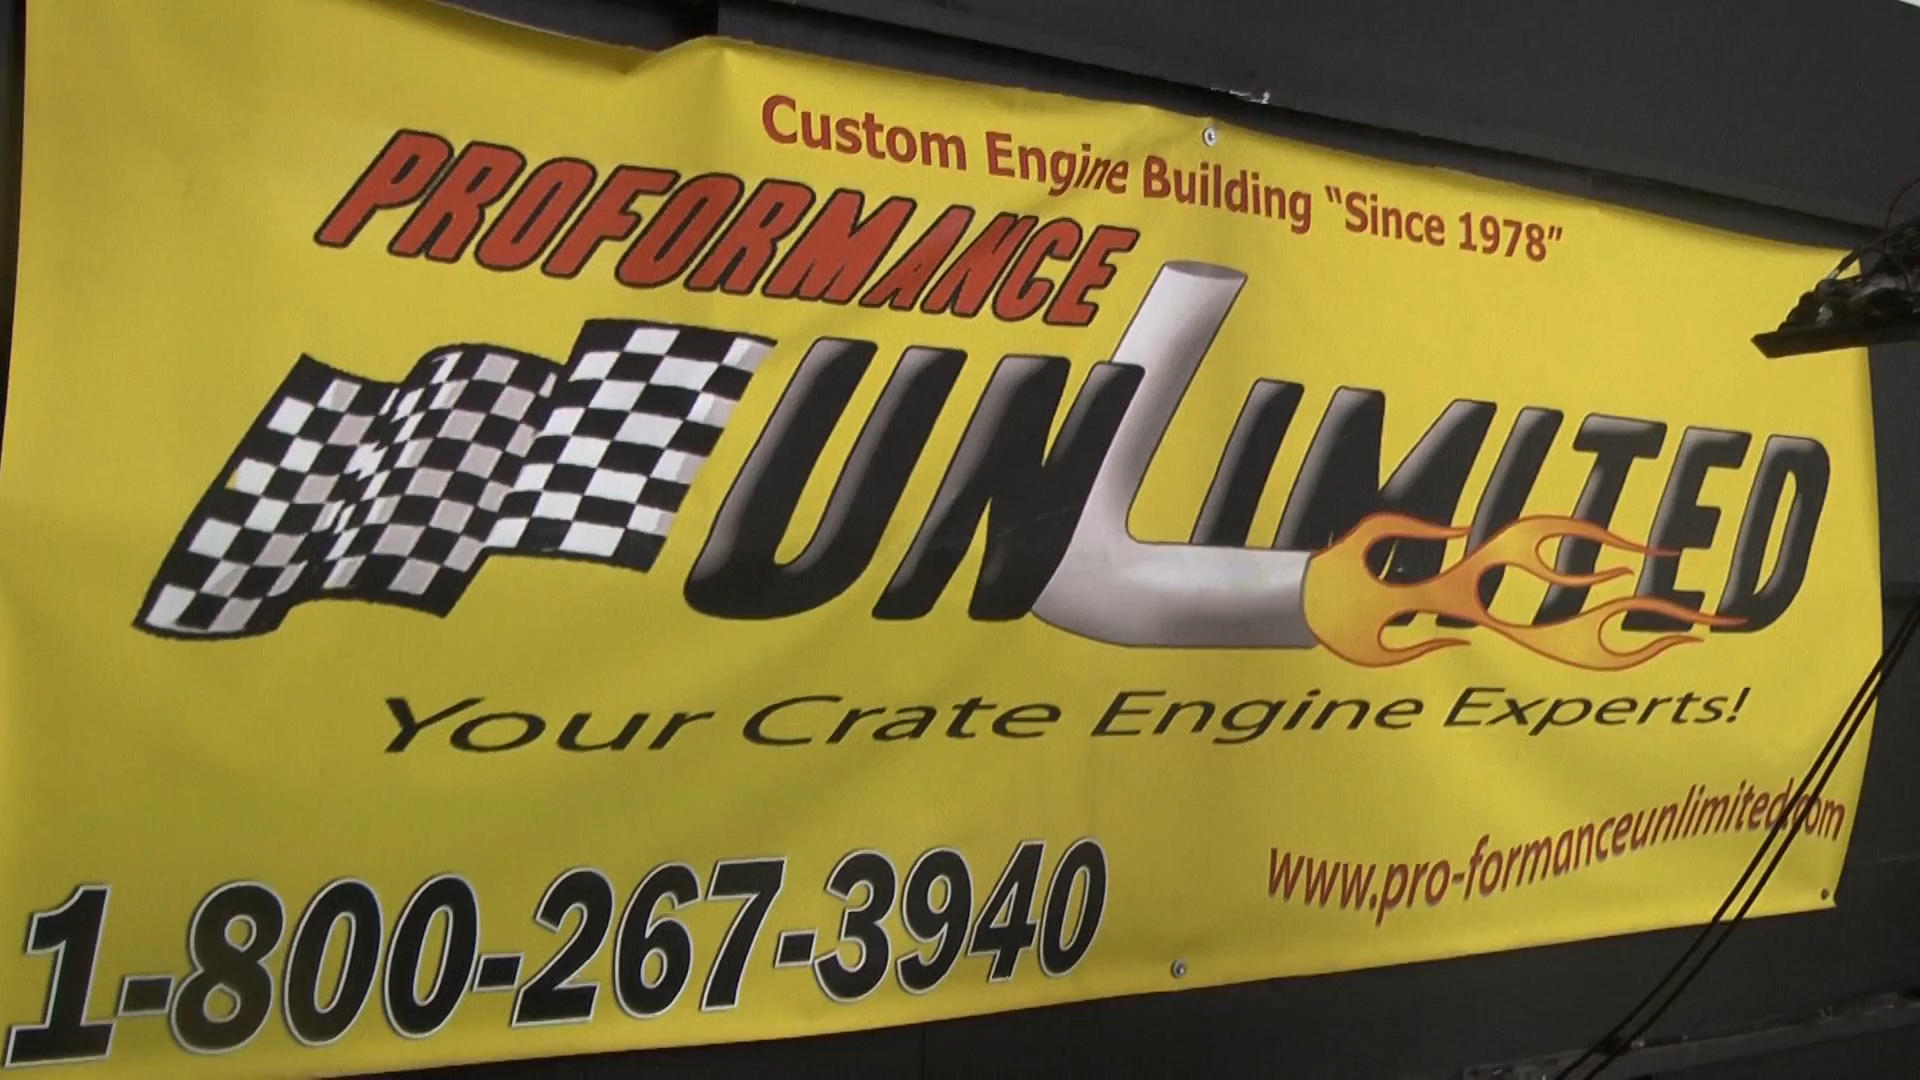 Custom Engine Building "Since 1978"
PROFORMANCE
UNLIMITED
Your Crate Engine Experts!
www.pro-formanceunlimited.com
1-800-267-3940